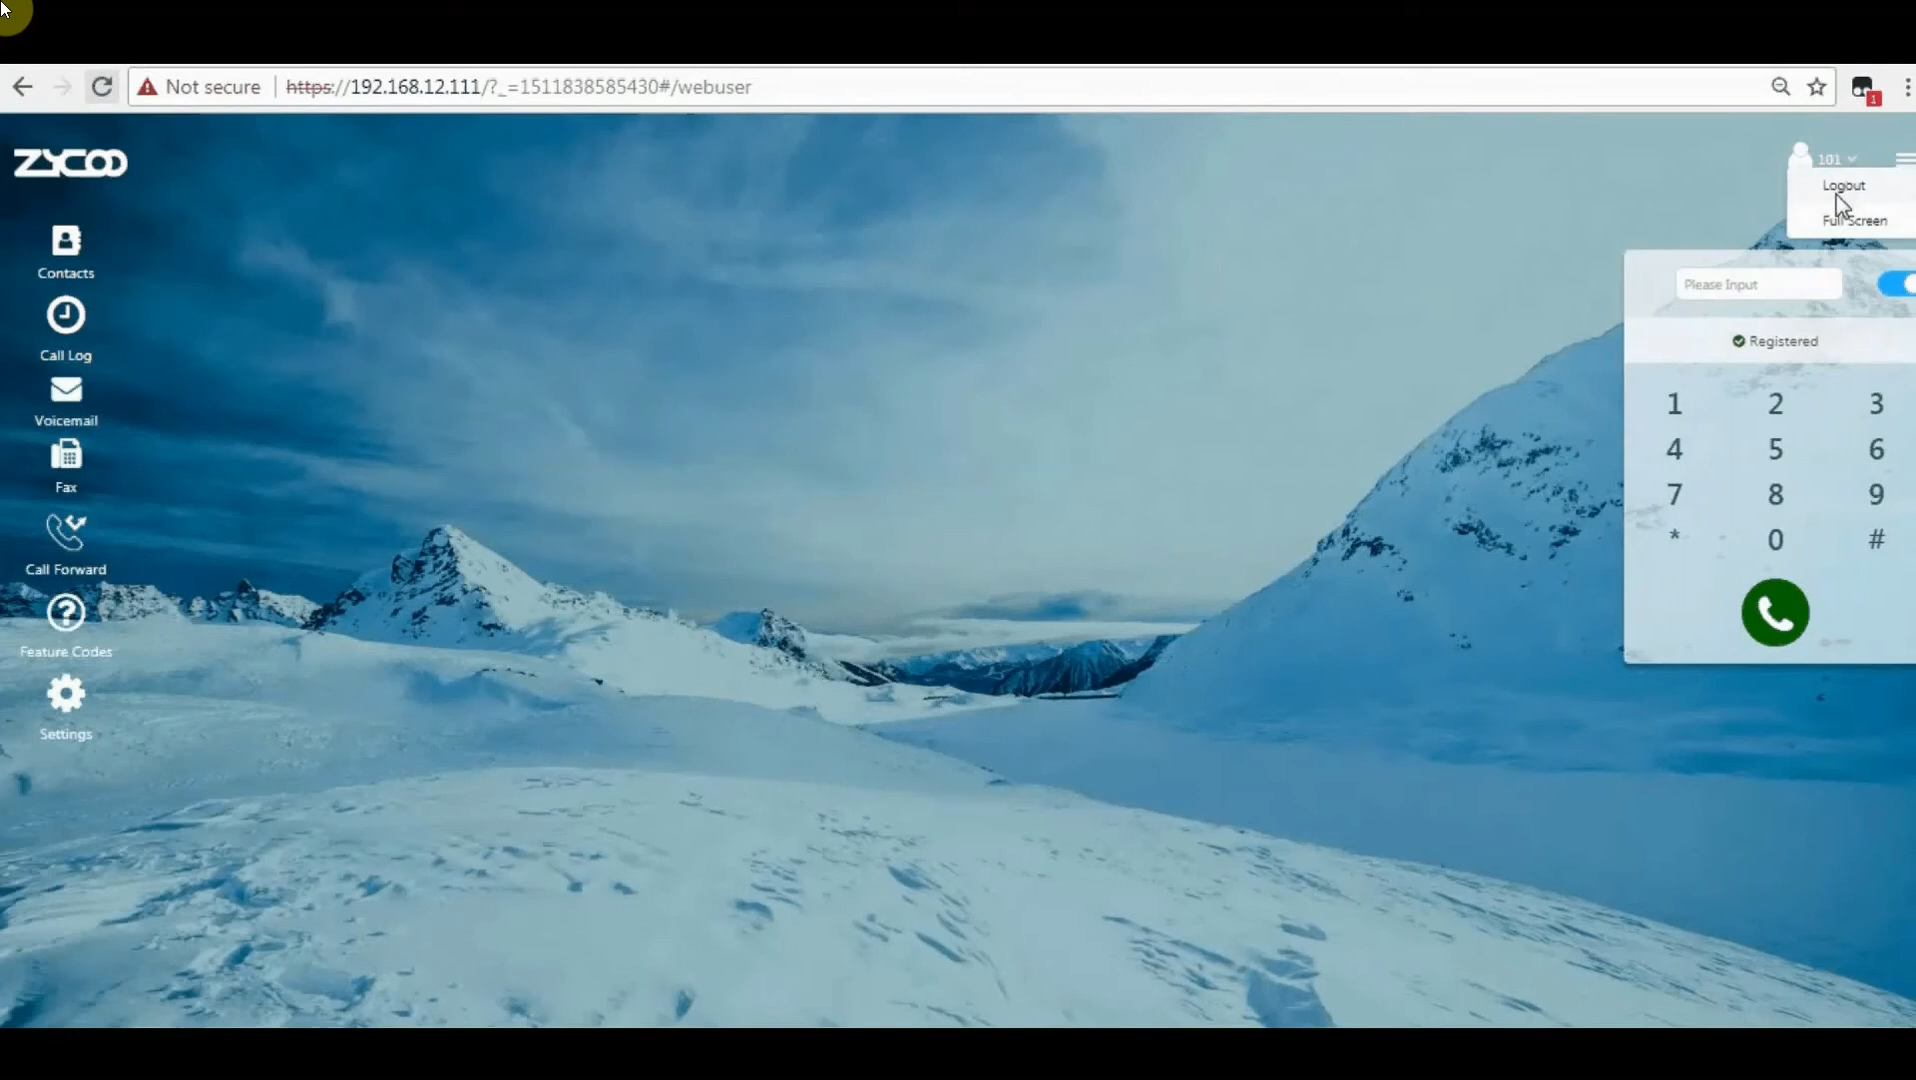 Not secure https://192.168.12.111/?_=1511838585430#/webuser
1
ZYCOO
101
Logout
Full Screen
Contacts
Call Log
Voicemail
Fax
Call Forward
Feature Codes
Settings
Please Input
Registered
1 2 3
4 5 6
7 8 9
* 0 #